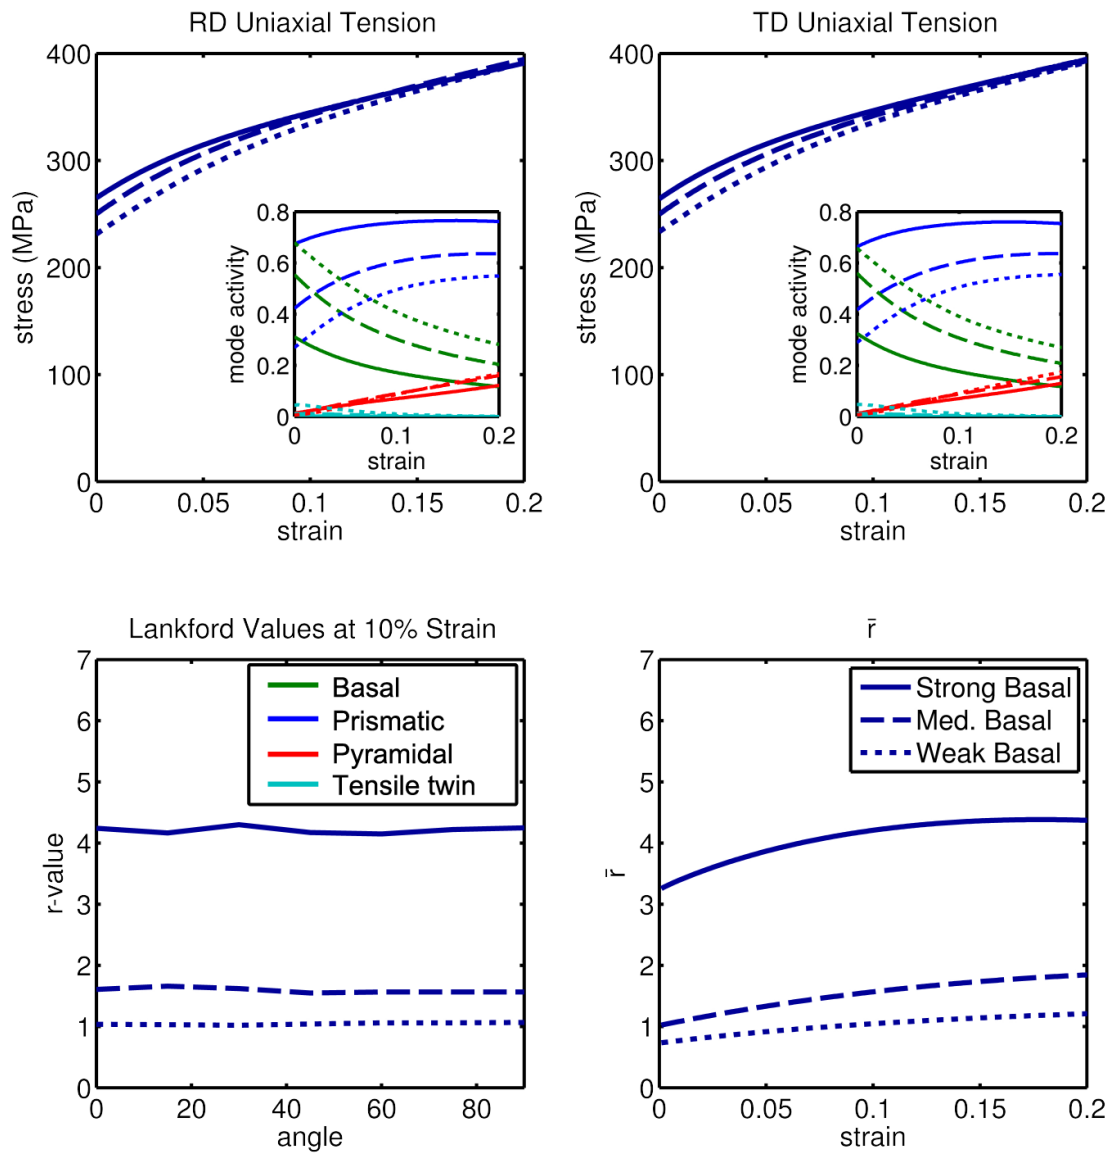 RD Uniaxial Tension
400
300
200
100
0
stress (MPa)
0 0.05 0.1 0.15 0.2
strain
0.8
0.6
0.4
0.2
0
mode activity
0 0.1 0.2
strain
TD Uniaxial Tension
400
300
200
100
0
stress (MPa)
0 0.05 0.1 0.15 0.2
strain
0.8
0.6
0.4
0.2
0
mode activity
0 0.1 0.2
strain
Lankford Values at 10% Strain
7
6
5
4
3
2
1
0
r-value
0 20 40 60 80
angle
Basal
Prismatic
Pyramidal
Tensile twin
r̄
7
6
5
4
3
2
1
0
r̄
0 0.05 0.1 0.15 0.2
strain
Strong Basal
Med. Basal
Weak Basal